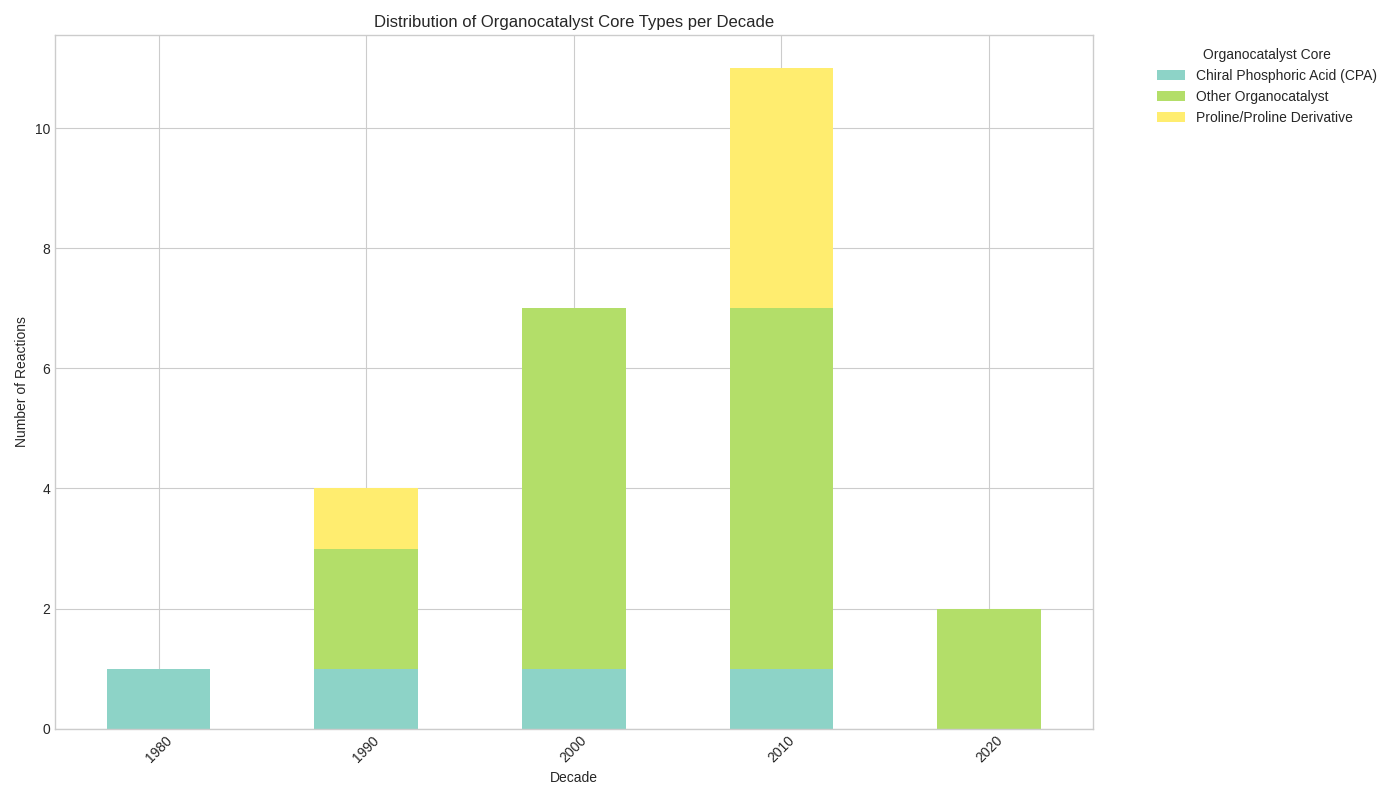 Distribution of Organocatalyst Core Types per Decade
Organocatalyst Core
Chiral Phosphoric Acid (CPA)
Other Organocatalyst
Proline/Proline Derivative
Number of Reactions
10
8
6
4
2
0
1980
1990
2000
2010
2020
Decade